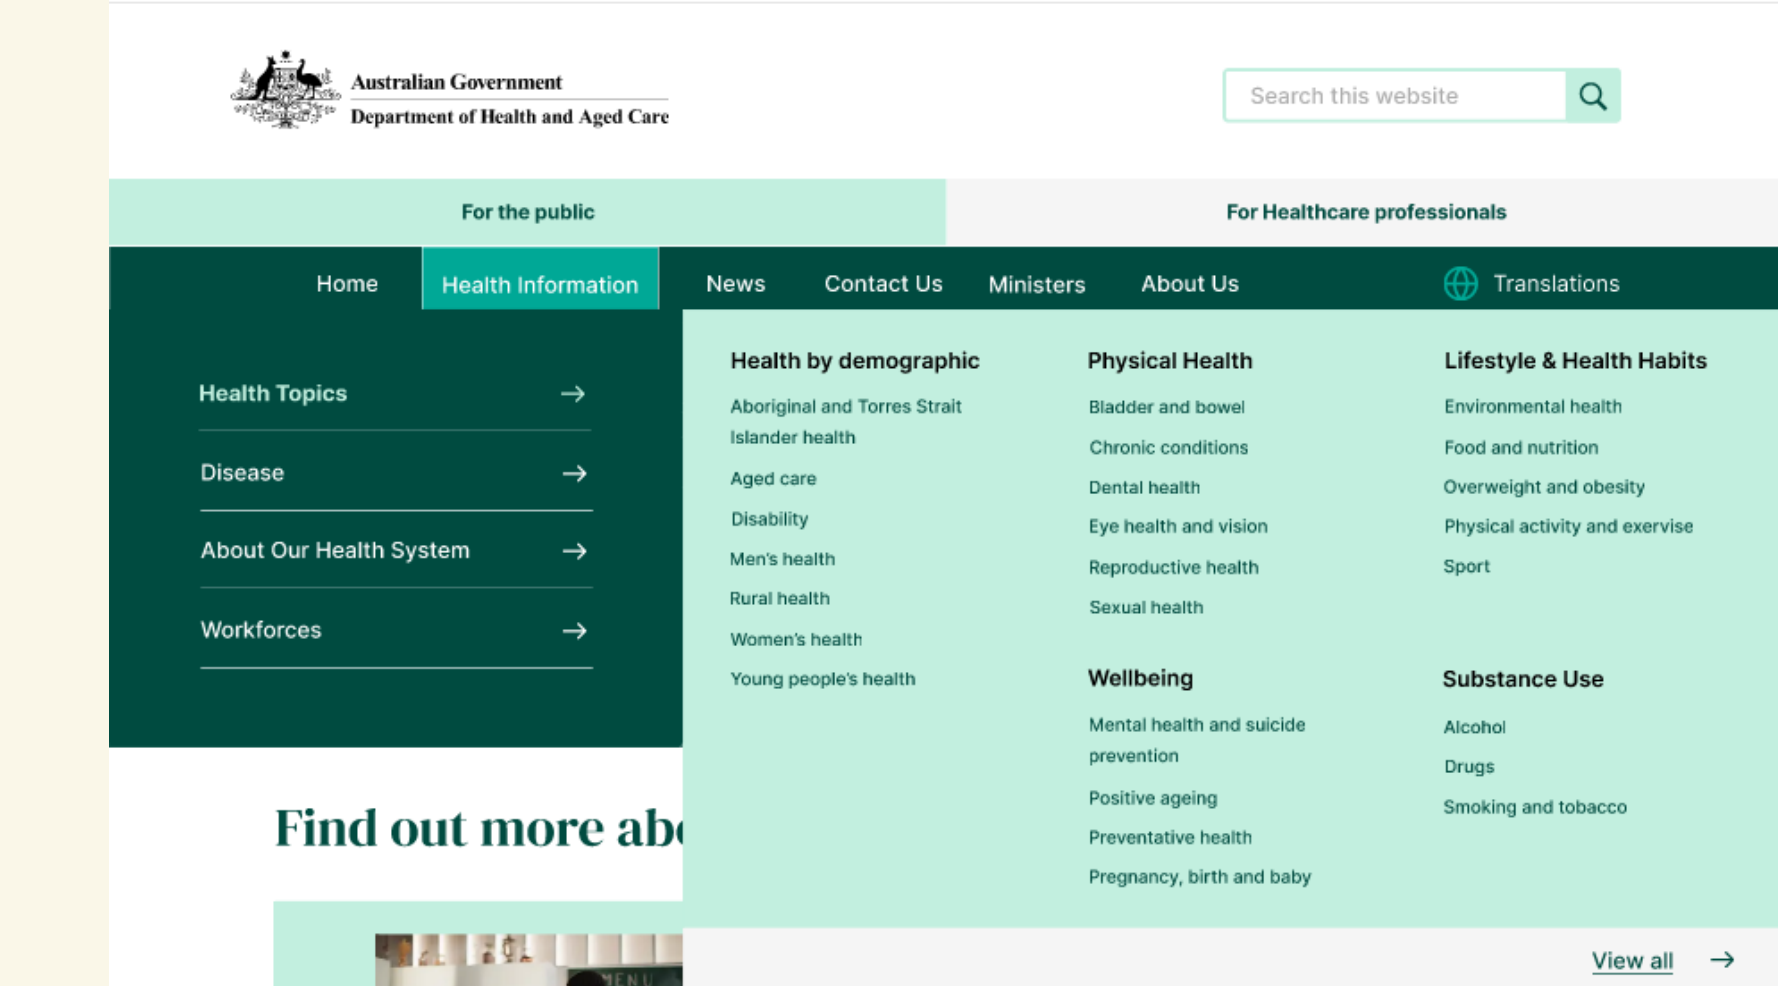 Australian Government
Department of Health and Aged Care
Search this website
For the public
For Healthcare professionals
Home
Health Information
News
Contact Us
Ministers
About Us
Translations
Health Topics
Disease
About Our Health System
Workforces
Health by demographic
Aboriginal and Torres Strait
Islander health
Aged care
Disability
Men's health
Rural health
Women's health
Young people's health
Physical Health
Bladder and bowel
Chronic conditions
Dental health
Eye health and vision
Reproductive health
Sexual health
Wellbeing
Mental health and suicide
prevention
Positive ageing
Preventative health
Pregnancy, birth and baby
Lifestyle & Health Habits
Environmental health
Food and nutrition
Overweight and obesity
Physical activity and exervise
Sport
Substance Use
Alcohol
Drugs
Smoking and tobacco
View all
Find out more abo
MENU